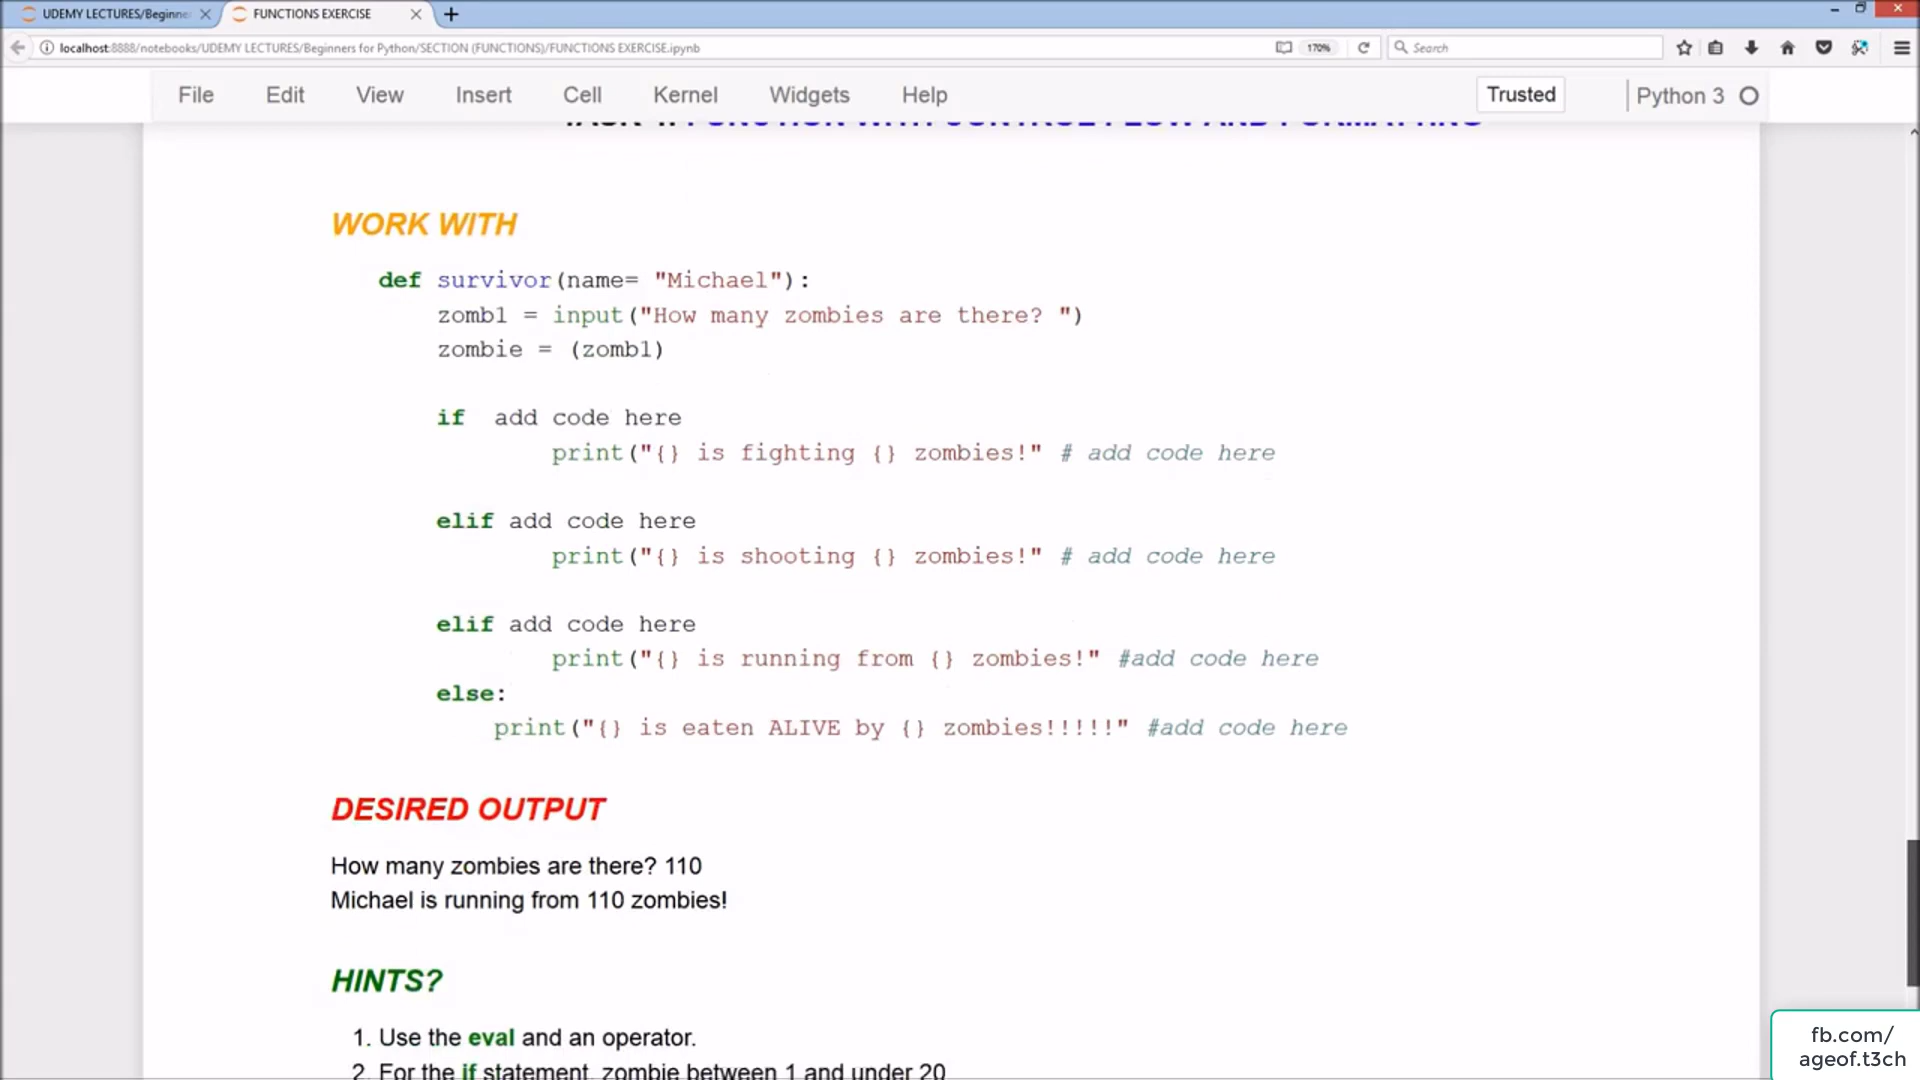 UDEMY LECTURES/Beginne
FUNCTIONS EXERCISE
localhost:8888/notebooks/UDEMY LECTURES/Beginners for Python/SECTION (FUNCTIONS)/FUNCTIONS EXERCISE.ipynb
170%
Search
File Edit View Insert Cell Kernel Widgets Help
Trusted
Python 3
FUNCTION WITH CONTROL FLOW AND FORMATTING
WORK WITH
def survivor(name= "Michael"):
zomb1 = input("How many zombies are there? ")
zombie = (zomb1)
if add code here
print("{} is fighting {} zombies!" # add code here
elif add code here
print("{} is shooting {} zombies!" # add code here
elif add code here
print("{} is running from {} zombies!" #add code here
else:
print("{} is eaten ALIVE by {} zombies!!!!!" #add code here
DESIRED OUTPUT
How many zombies are there? 110
Michael is running from 110 zombies!
HINTS?
1. Use the eval and an operator.
2. For the if statement, zombie between 1 and under 20
fb.com/
ageof.t3ch